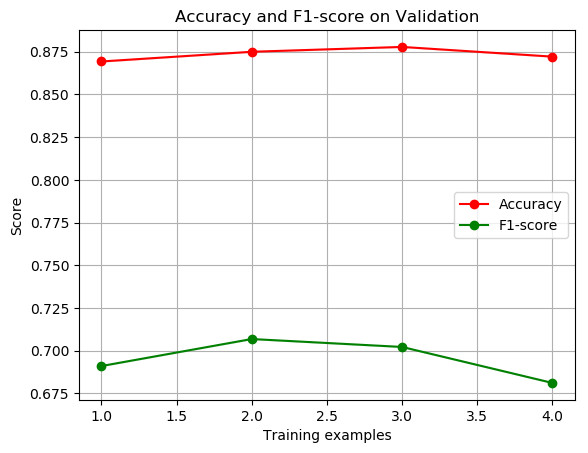 Accuracy and F1-score on Validation
0.875
0.850
0.825
0.800
0.775
0.750
0.725
0.700
0.675
Score
Accuracy
F1-score
1.0 1.5 2.0 2.5 3.0 3.5 4.0
Training examples